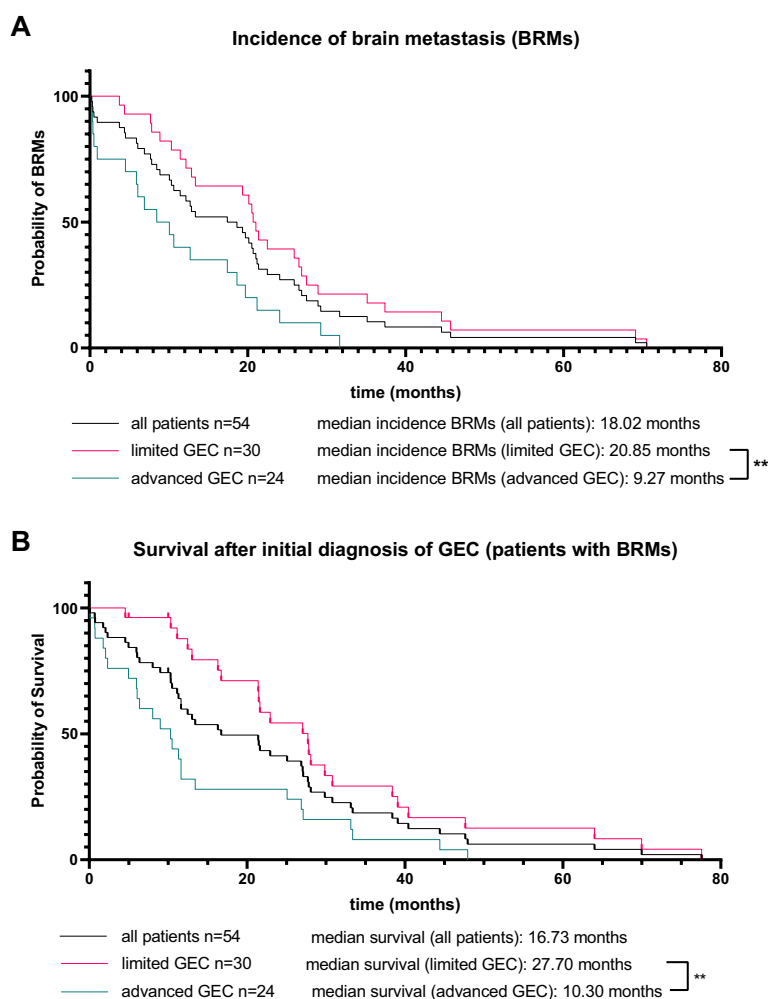 A
Incidence of brain metastasis (BRMs)
100
50
0
Probability of BRMs
0 20 40 60 80
time (months)
all patients n=54 median incidence BRMs (all patients): 18.02 months
limited GEC n=30 median incidence BRMs (limited GEC): 20.85 months
**
advanced GEC n=24 median incidence BRMs (advanced GEC): 9.27 months
B
Survival after initial diagnosis of GEC (patients with BRMs)
100
50
0
Probability of Survival
0 20 40 60 80
time (months)
all patients n=54 median survival (all patients): 16.73 months
limited GEC n=30 median survival (limited GEC): 27.70 months
**
advanced GEC n=24 median survival (advanced GEC): 10.30 months